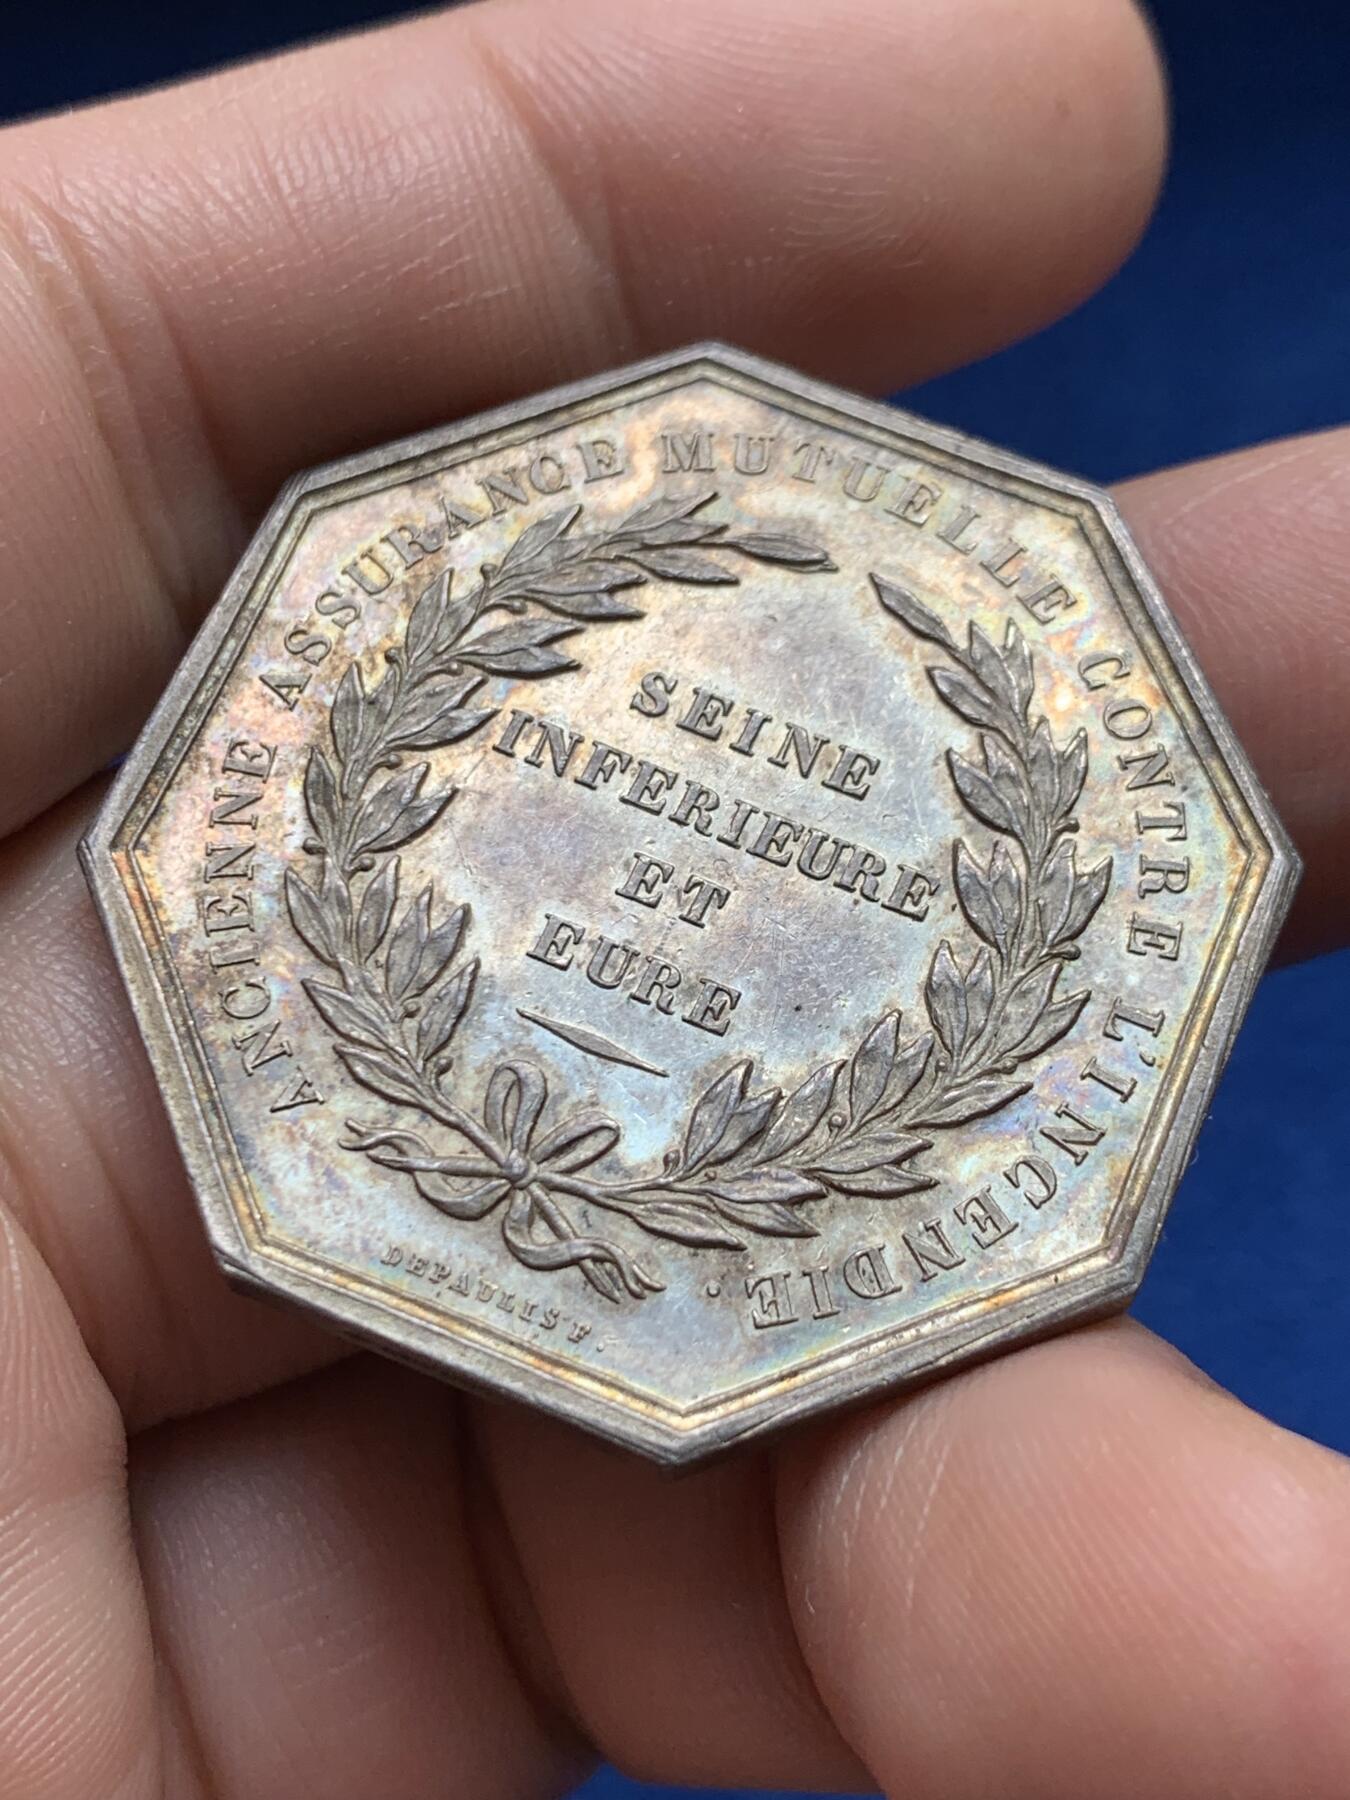 ANCIENNE ASSURANCE MUTUELLE CONTRE L'INCENDIE.
SEINE
INFERIEURE
ET
EURE
DEPAULIS F.